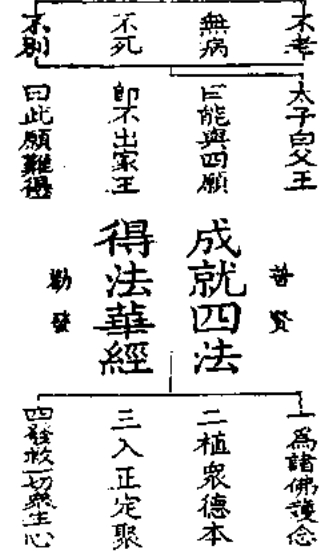 不老
無病
不死
不別
太子白父王
曰能與四願
即不出家王
曰此願難得
普賢
成就四法
得法華經
勸發
一為諸佛護念
二植衆德本
三入正定聚
四發救一切衆生心